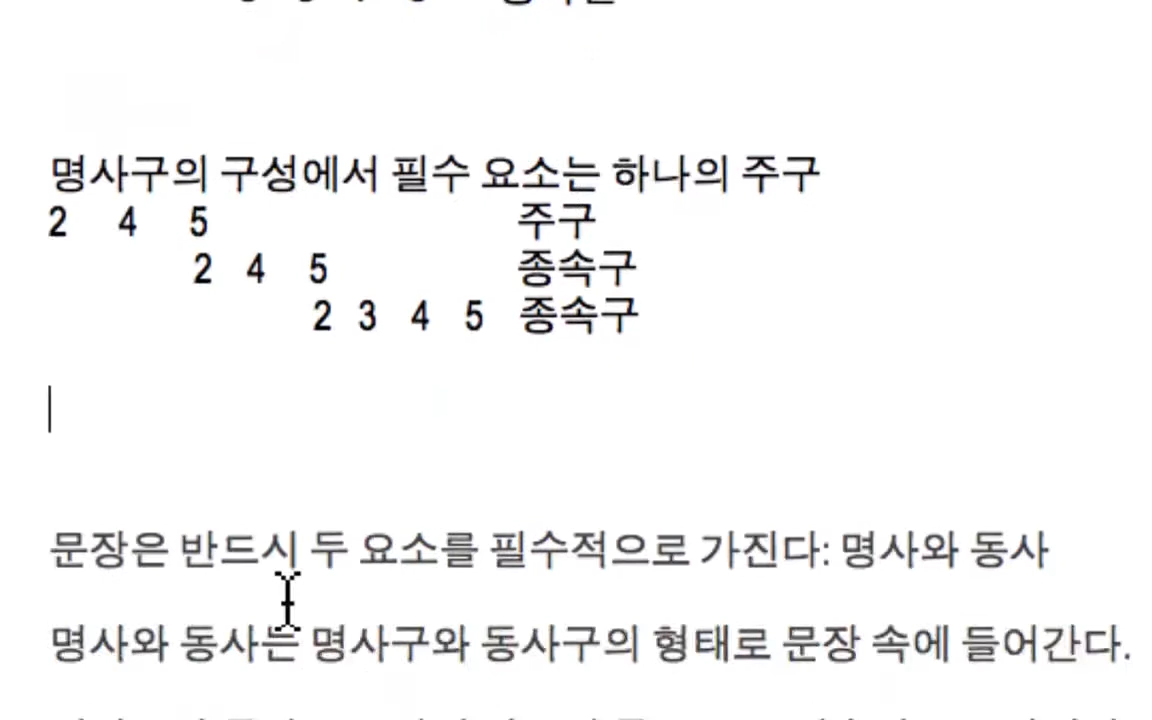 명사구의 구성에서 필수 요소는 하나의 주구
2 4 5 주구
2 4 5 종속구
2 3 4 5 종속구
문장은 반드시 두 요소를 필수적으로 가진다: 명사와 동사
명사와 동사는 명사구와 동사구의 형태로 문장 속에 들어간다.